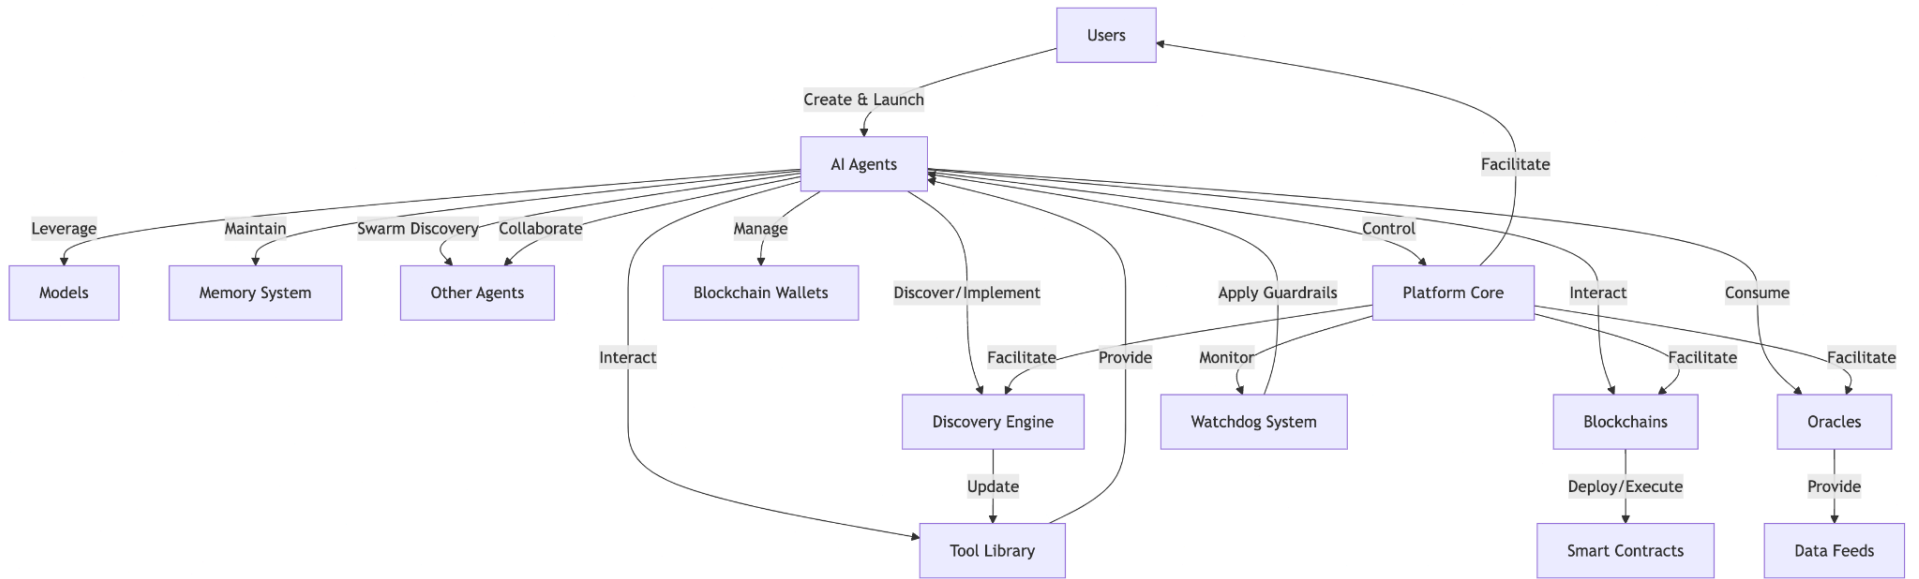 Users
Create & Launch
AI Agents
Facilitate
Leverage
Maintain
Swarm Discovery
Collaborate
Manage
Control
Models
Memory System
Other Agents
Blockchain Wallets
Discover/Implement
Apply Guardrails
Platform Core
Interact
Consume
Interact
Facilitate
Provide
Monitor
Facilitate
Facilitate
Discovery Engine
Watchdog System
Blockchains
Oracles
Update
Deploy/Execute
Provide
Tool Library
Smart Contracts
Data Feeds